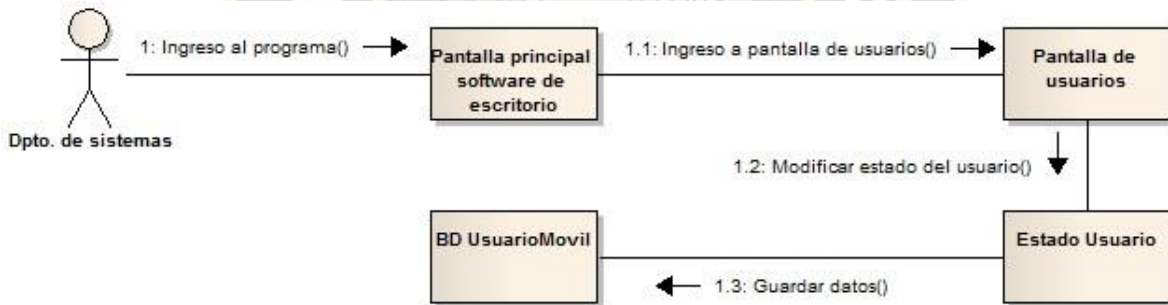 1: Ingreso al programa()
Pantalla principal
software de
escritorio
1.1: Ingreso a pantalla de usuarios()
Pantalla de
usuarios
Dpto. de sistemas
1.2: Modificar estado del usuario()
BD UsuarioMovil
Estado Usuario
1.3: Guardar datos()